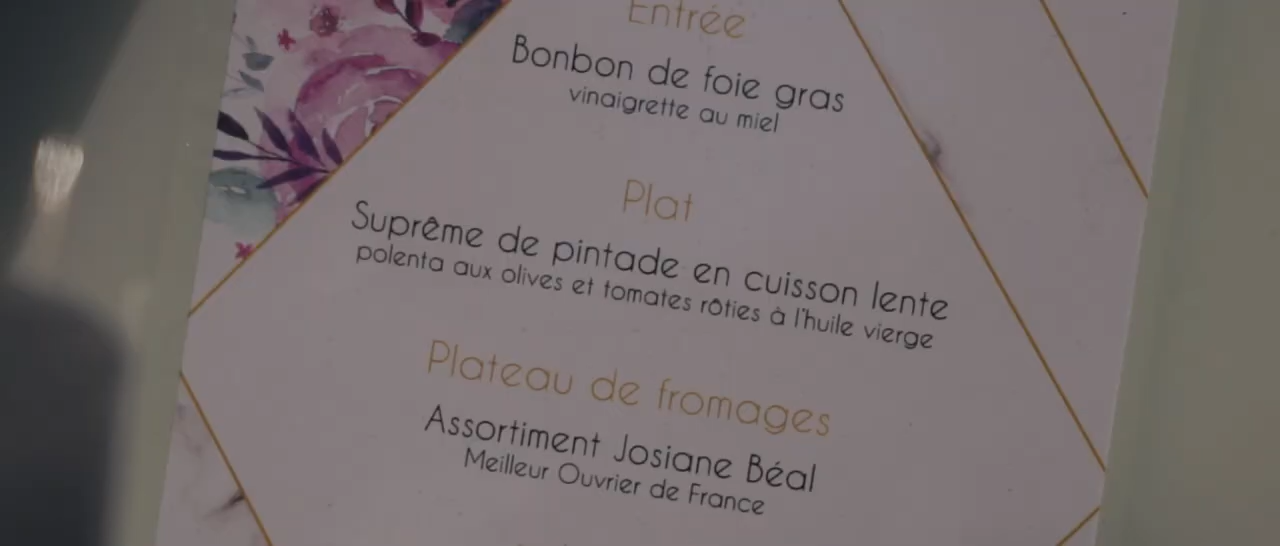 Entrée
Bonbon de foie gras
vinaigrette au miel
Plat
Suprême de pintade en cuisson lente
polenta aux olives et tomates rôties à l'huile vierge
Plateau de fromages
Assortiment Josiane Béal
Meilleur Ouvrier de France